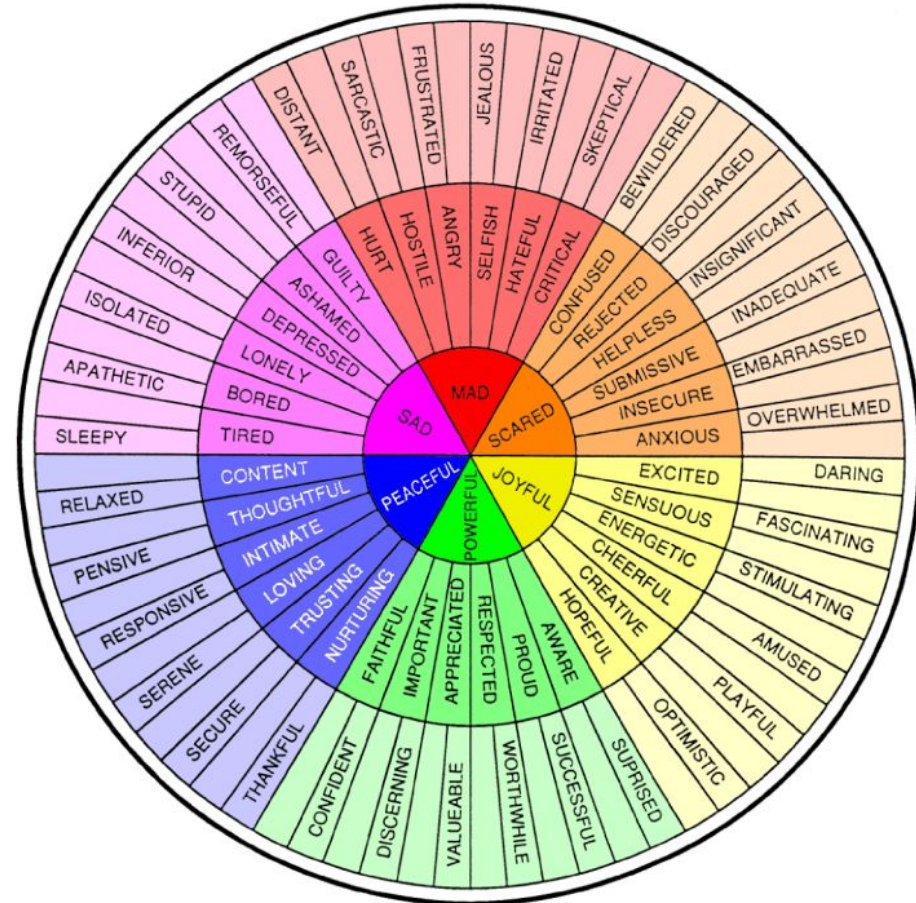 MAD
SCARED
JOYFUL
POWERFUL
PEACEFUL
SAD
HURT
HOSTILE
ANGRY
SELFISH
HATEFUL
CRITICAL
CONFUSED
REJECTED
HELPLESS
SUBMISSIVE
INSECURE
ANXIOUS
EXCITED
SENSUOUS
ENERGETIC
CHEERFUL
CREATIVE
HOPEFUL
AWARE
PROUD
RESPECTED
APPRECIATED
IMPORTANT
FAITHFUL
NURTURING
TRUSTING
LOVING
INTIMATE
THOUGHTFUL
CONTENT
TIRED
BORED
LONELY
DEPRESSED
ASHAMED
GUILTY
DISTANT
SARCASTIC
FRUSTRATED
JEALOUS
IRRITATED
SKEPTICAL
BEWILDERED
DISCOURAGED
INSIGNIFICANT
INADEQUATE
EMBARRASSED
OVERWHELMED
DARING
FASCINATING
STIMULATING
AMUSED
PLAYFUL
OPTIMISTIC
SUPRISED
SUCCESSFUL
WORTHWHILE
VALUEABLE
DISCERNING
CONFIDENT
THANKFUL
SECURE
SERENE
RESPONSIVE
PENSIVE
RELAXED
SLEEPY
APATHETIC
ISOLATED
INFERIOR
STUPID
REMORSEFUL